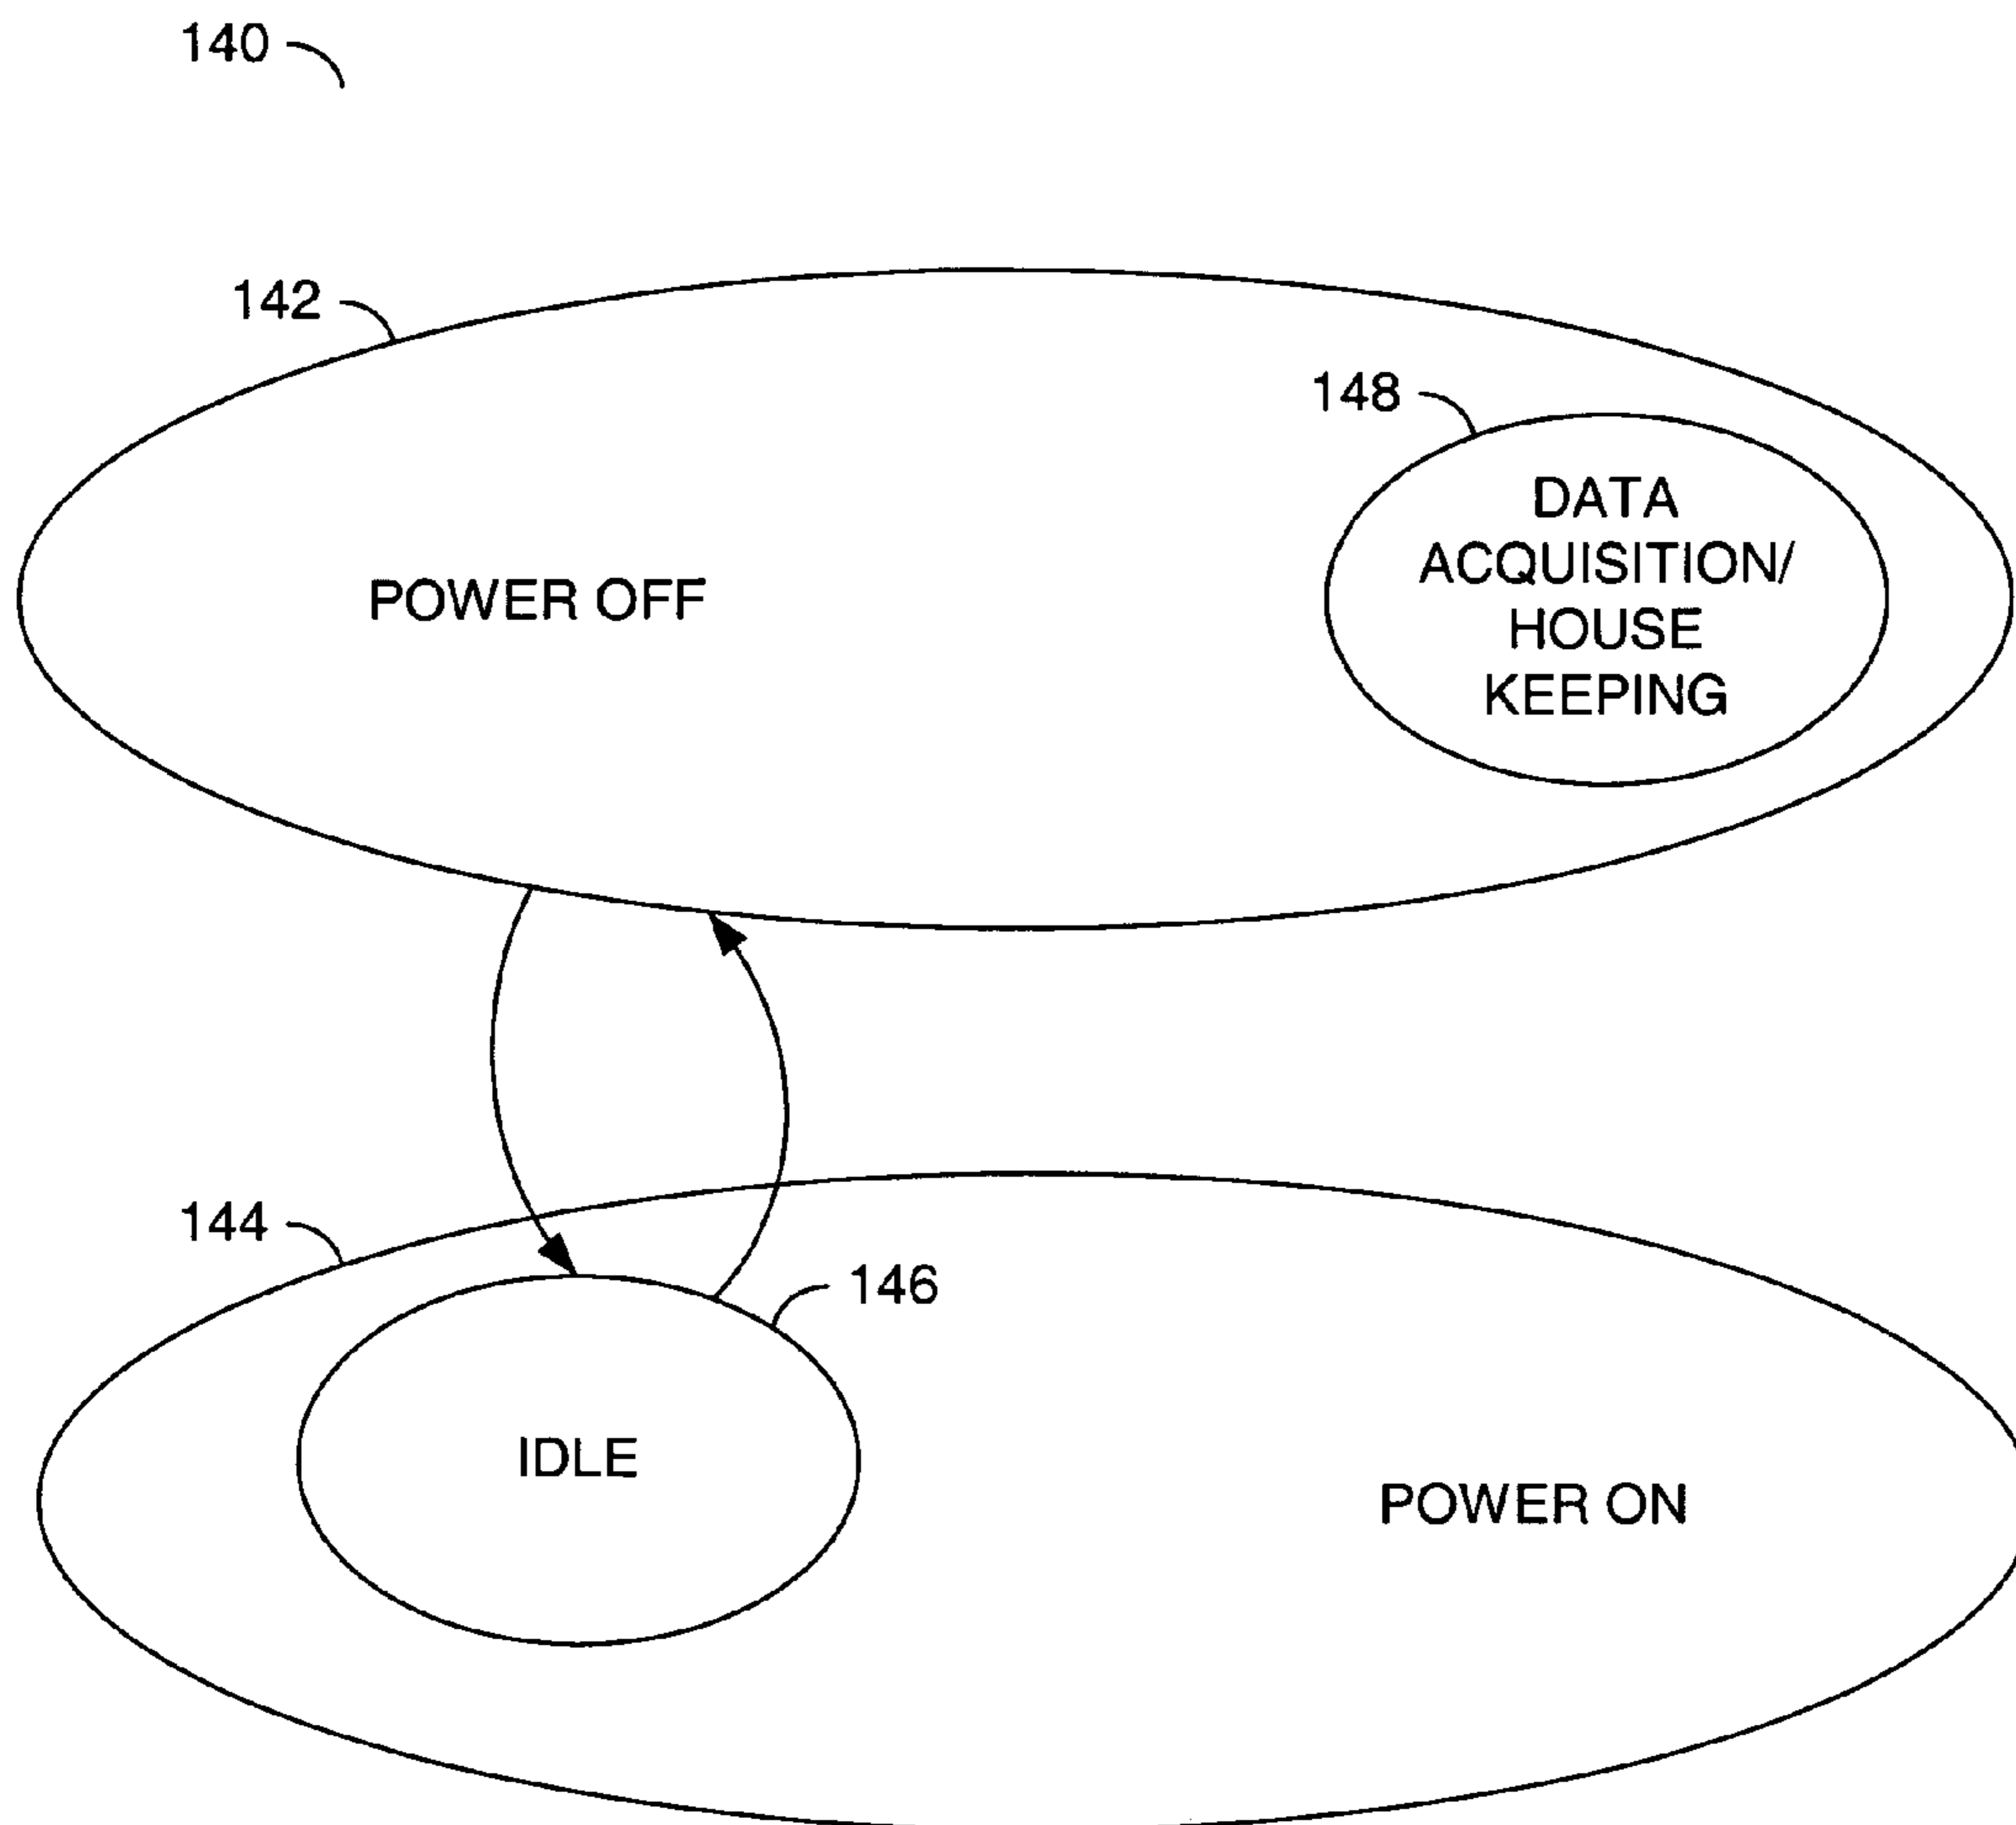 140
142
148
DATA
ACQUISITION/
HOUSE
KEEPING
POWER OFF
144
146
IDLE
POWER ON